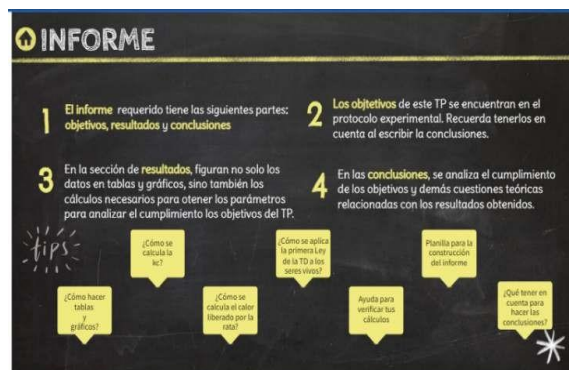 INFORME
1
El informe requerido tiene las siguientes partes:
objetivos, resultados y conclusiones
2
Los objtetivos de este TP se encuentran en el
protocolo experimental. Recuerda tenerlos en
cuenta al escribir la conclusiones.
3
En la sección de resultados, figuran no solo los
datos en tablas y gráficos, sino también los
cálculos necesarios para otener los parámetros
para analizar el cumplimiento los objetivos del TP.
4
En las conclusiones, se analiza el cumplimiento
de los objetivos y demás cuestiones teóricas
relacionadas con los resultados obtenidos.
tips
¿Cómo se
calcula la
kc?
¿Cómo se aplica
la primera Ley
de la TD a los
seres vivos?
Planilla para la
construcción
del informe
¿Cómo hacer
tablas
y
gráficos?
¿Cómo se
calcula el calor
liberado por la
rata?
Ayuda para
verificar tus
cálculos
¿Qué tener en
cuenta para
hacer las
conclusiones?